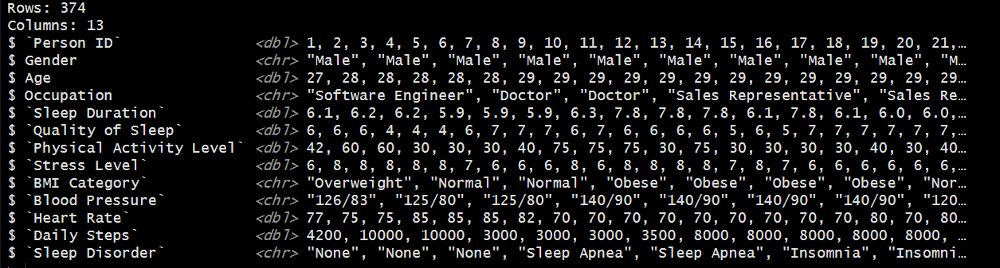 Rows: 374
Columns: 13
$ `Person ID` <dbl> 1, 2, 3, 4, 5, 6, 7, 8, 9, 10, 11, 12, 13, 14, 15, 16, 17, 18, 19, 20, 21,…
$ Gender <chr> "Male", "Male", "Male", "Male", "Male", "Male", "Male", "Male", "Male", "M…
$ Age <dbl> 27, 28, 28, 28, 28, 28, 29, 29, 29, 29, 29, 29, 29, 29, 29, 29, 29, 29, 29…
$ Occupation <chr> "Software Engineer", "Doctor", "Doctor", "Sales Representative", "Sales Re…
$ `Sleep Duration` <dbl> 6.1, 6.2, 6.2, 5.9, 5.9, 5.9, 6.3, 7.8, 7.8, 7.8, 6.1, 7.8, 6.1, 6.0, 6.0,…
$ `Quality of Sleep` <dbl> 6, 6, 6, 4, 4, 4, 6, 7, 7, 7, 6, 7, 6, 6, 6, 6, 5, 6, 5, 7, 7, 7, 7, 7, 7,…
$ `Physical Activity Level` <dbl> 42, 60, 60, 30, 30, 30, 40, 75, 75, 75, 30, 75, 30, 30, 30, 30, 40, 30, 40…
$ `Stress Level` <dbl> 6, 8, 8, 8, 8, 8, 7, 6, 6, 6, 8, 6, 8, 8, 8, 8, 7, 8, 7, 6, 6, 6, 6, 6, 6,…
$ `BMI Category` <chr> "Overweight", "Normal", "Normal", "Obese", "Obese", "Obese", "Obese", "Nor…
$ `Blood Pressure` <chr> "126/83", "125/80", "125/80", "140/90", "140/90", "140/90", "140/90", "120…
$ `Heart Rate` <dbl> 77, 75, 75, 85, 85, 85, 82, 70, 70, 70, 70, 70, 70, 70, 70, 70, 80, 70, 80…
$ `Daily Steps` <dbl> 4200, 10000, 10000, 3000, 3000, 3000, 3500, 8000, 8000, 8000, 8000, 8000, …
$ `Sleep Disorder` <chr> "None", "None", "None", "Sleep Apnea", "Sleep Apnea", "Insomnia", "Insomni…